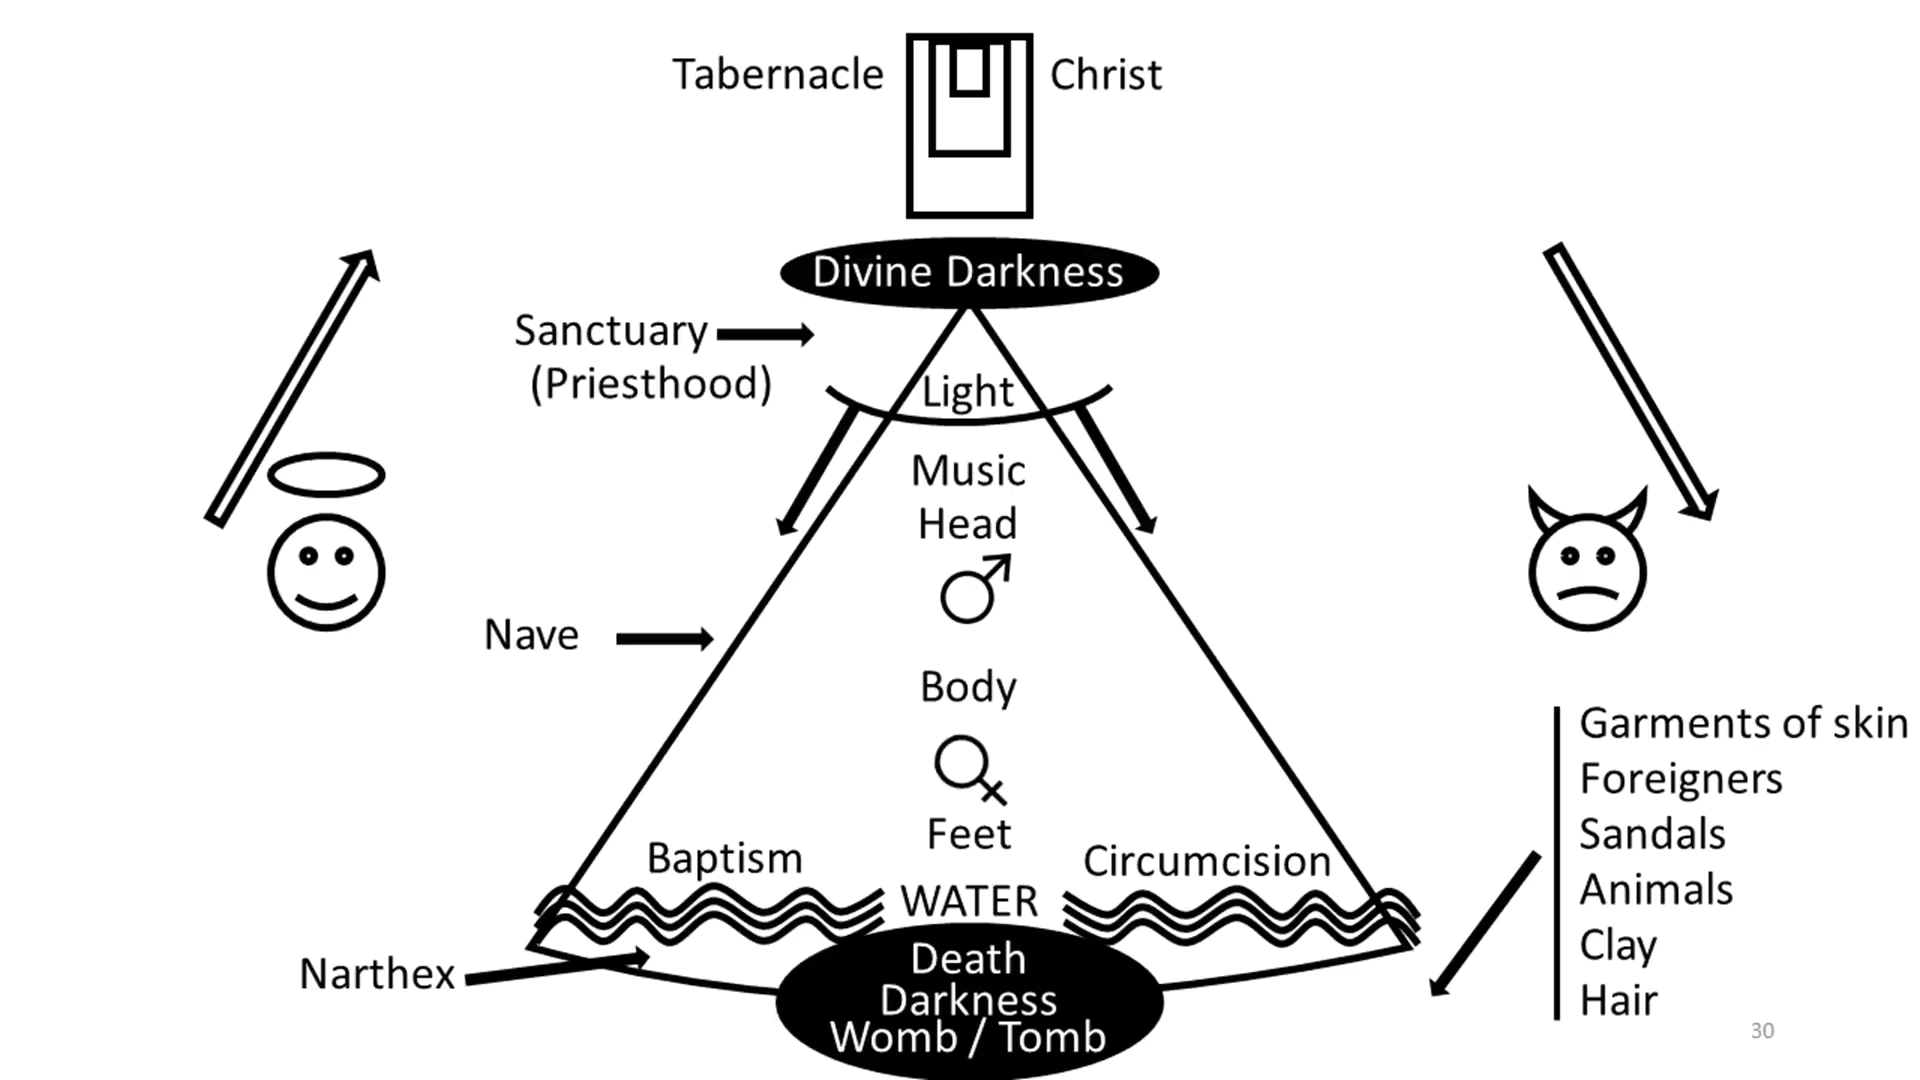 Tabernacle
Christ
Divine Darkness
Sanctuary
(Priesthood)
Light
Music
Head
Nave
Body
Feet
Baptism
Circumcision
WATER
Narthex
Death
Darkness
Womb / Tomb
Garments of skin
Foreigners
Sandals
Animals
Clay
Hair
30